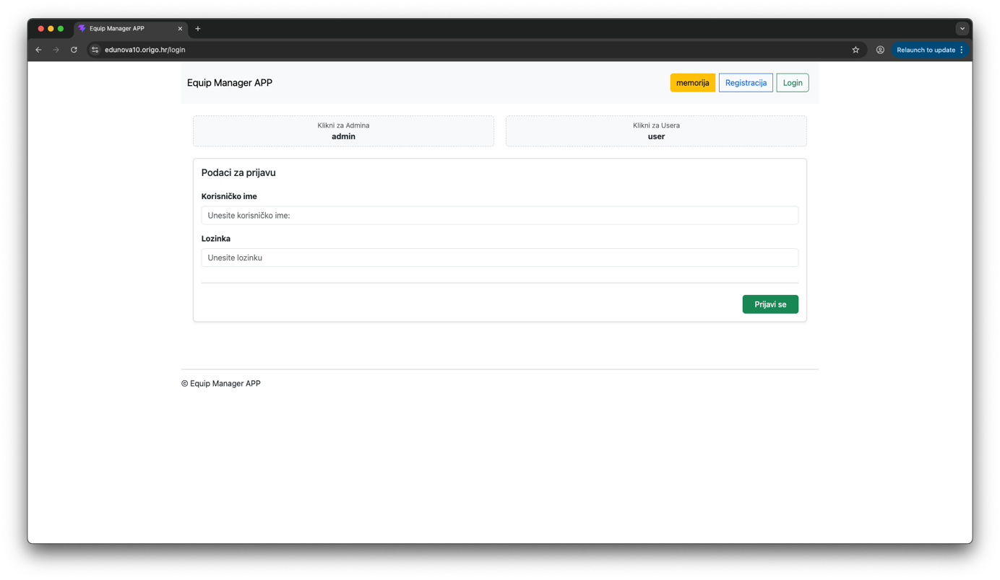 Equip Manager APP
edunova10.origo.hr/login
Relaunch to update
Equip Manager APP
memorija
Registracija
Login
Klikni za Admina
admin
Klikni za Usera
user
Podaci za prijavu
Korisničko ime
Unesite korisničko ime:
Lozinka
Unesite lozinku
Prijavi se
© Equip Manager APP